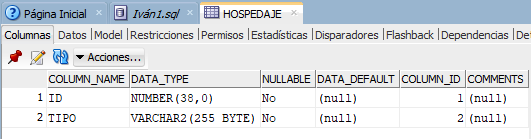 Página Inicial Iván1.sql HOSPEDAJE
Columnas Datos Model Restricciones Permisos Estadísticas Disparadores Flashback Dependencias De
Acciones...
COLUMN_NAME DATA_TYPE NULLABLE DATA_DEFAULT COLUMN_ID COMMENTS
1 ID NUMBER(38,0) No (null) 1 (null)
2 TIPO VARCHAR2(255 BYTE) No (null) 2 (null)